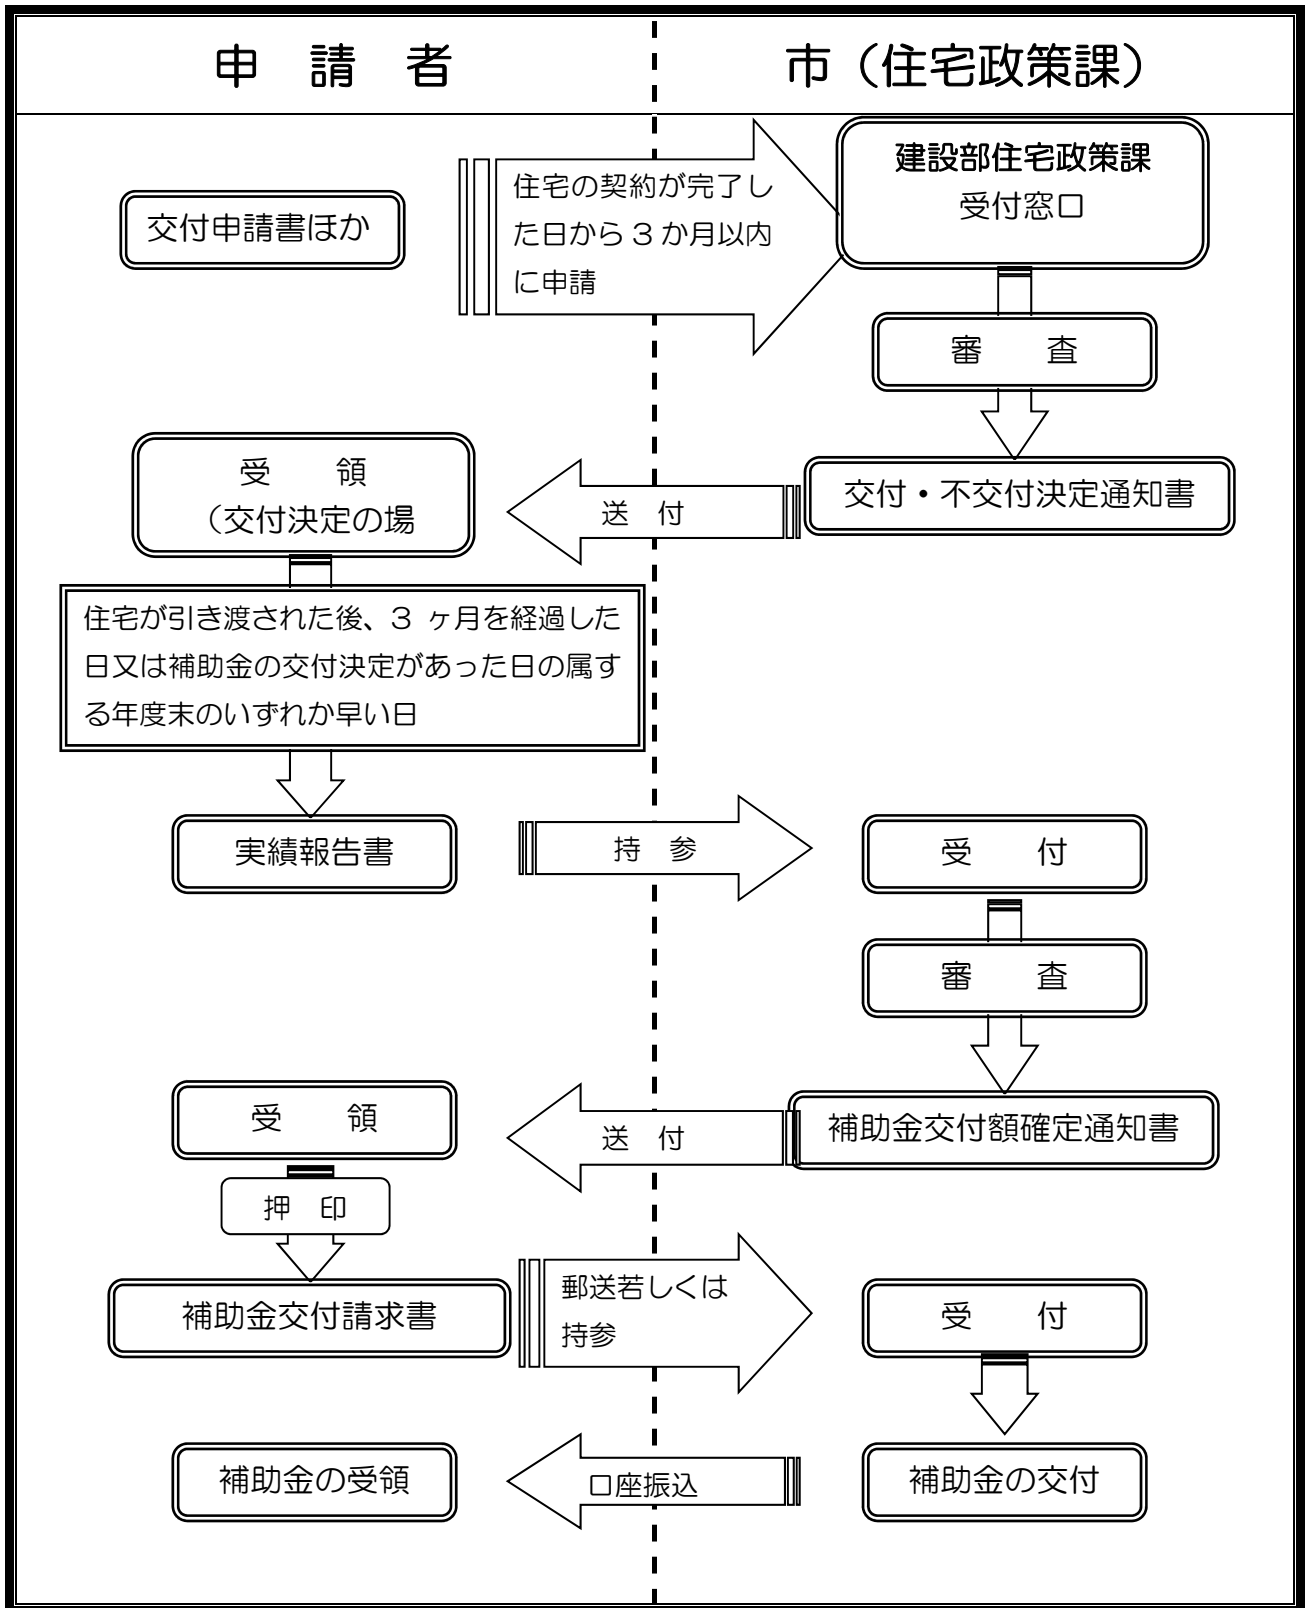 申　請　者
市（住宅政策課）
交付申請書ほか
住宅の契約が完了し
た日から３か月以内
に申請
建設部住宅政策課
受付窓口
審　　査
交付・不交付決定通知書
送　付
受　　領
（交付決定の場
住宅が引き渡された後、３ ヶ月を経過した
日又は補助金の交付決定があった日の属す
る年度末のいずれか早い日
実績報告書
持　参
受　　付
審　　査
補助金交付額確定通知書
送　付
受　　領
押　印
補助金交付請求書
郵送若しくは
持参
受　　付
補助金の交付
口座振込
補助金の受領